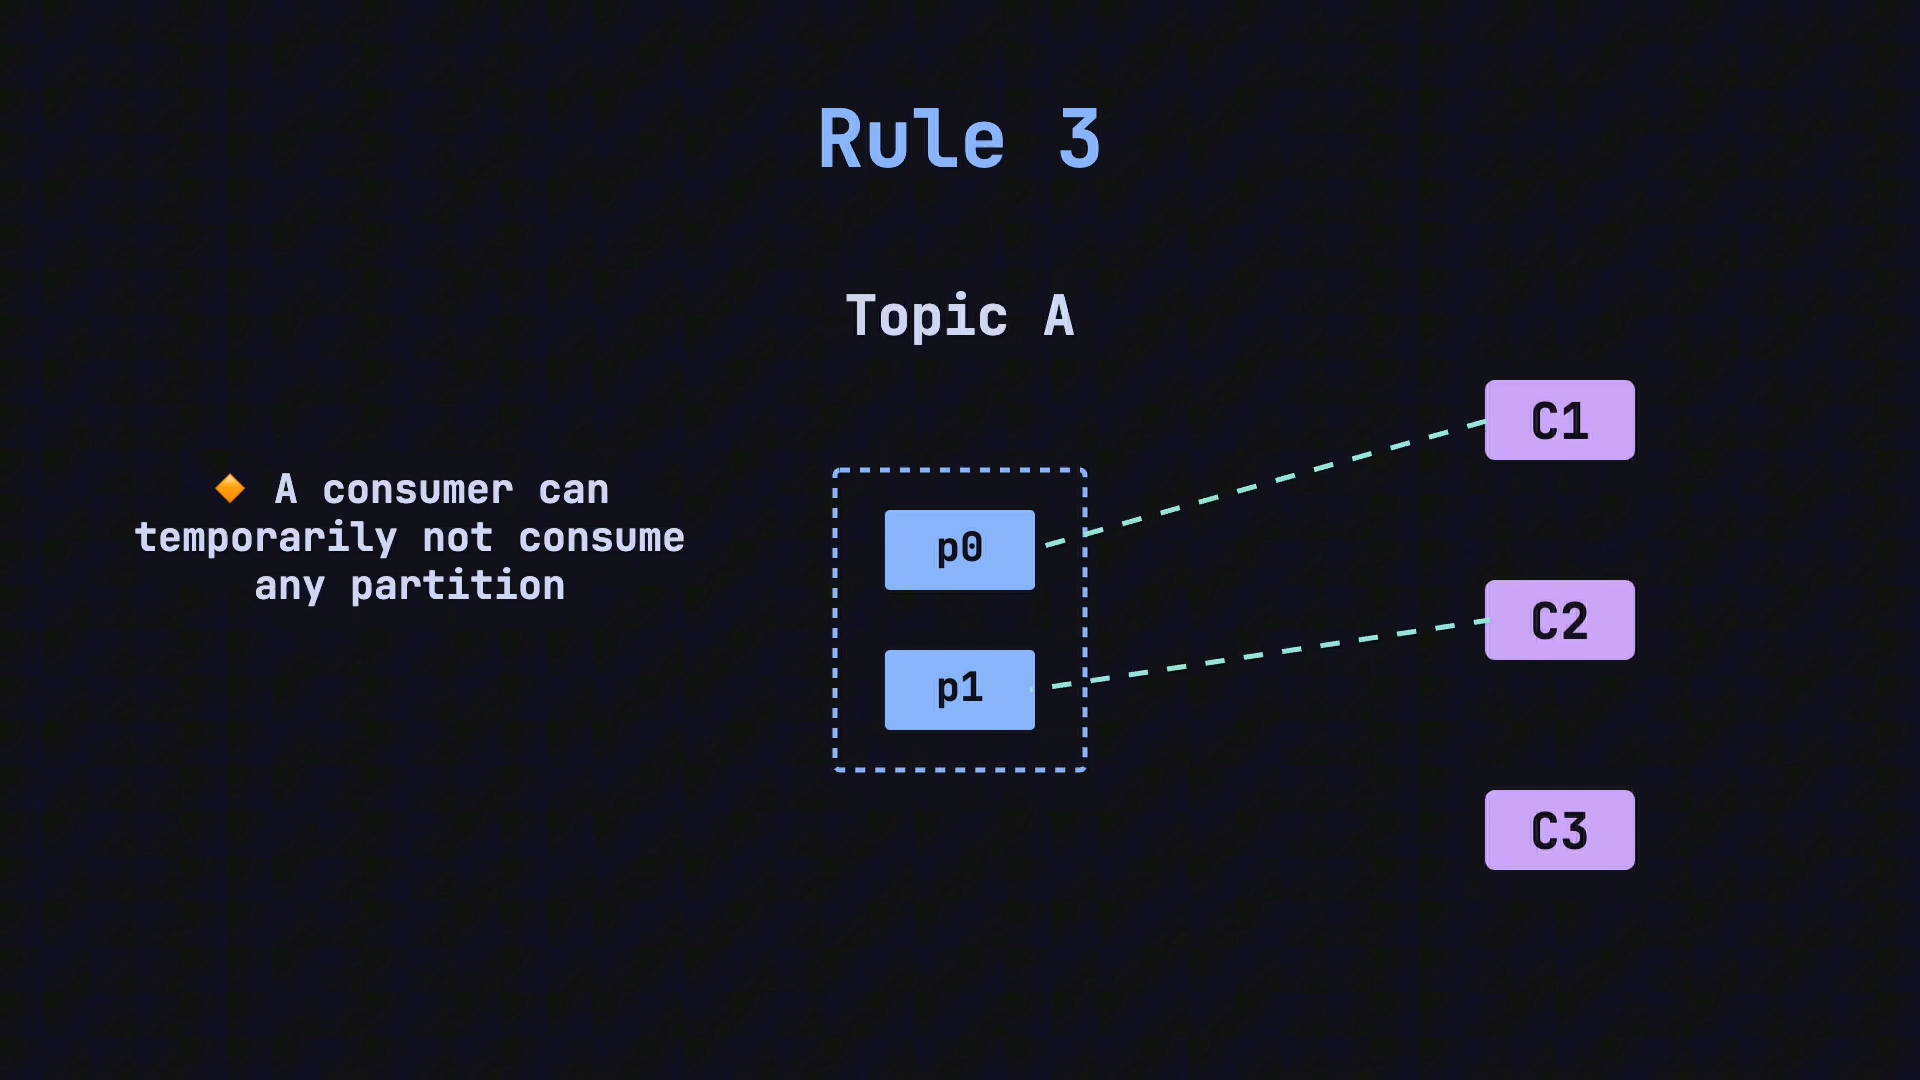 Rule 3
Topic A
🔶 A consumer can
temporarily not consume
any partition
p0
p1
C1
C2
C3